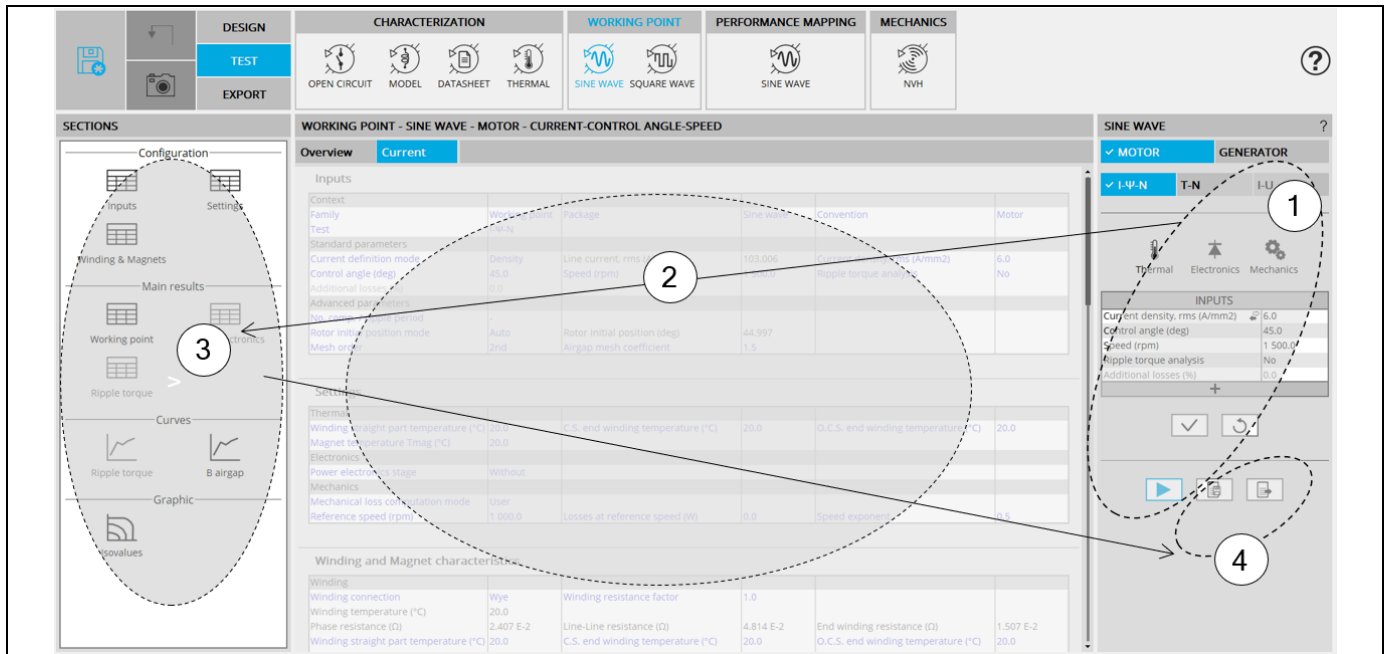 DESIGN
TEST
EXPORT
CHARACTERIZATION
OPEN CIRCUIT MODEL DATASHEET THERMAL
WORKING POINT
SINE WAVE SQUARE WAVE
PERFORMANCE MAPPING
SINE WAVE
MECHANICS
NVH
?
SECTIONS
Configuration
Inputs Settings
Winding & Magnets
Main results
Working point
Ripple torque
>
3
Curves
Ripple torque B airgap
Graphic
Isovalues
WORKING POINT - SINE WAVE - MOTOR - CURRENT-CONTROL ANGLE-SPEED
Overview Current
Inputs
Context
Family Working point Package Sine wave Convention Motor
Test I-Ψ-N
Standard parameters
Current definition mode Density Line current, rms 103.006 Current density, rms (A/mm2) 6.0
Control angle (deg) 45.0 Speed (rpm) Ripple torque analysis No
Additional losses (%) 0.0
Advanced parameters
No. comp. / period -
Rotor initial position mode Auto Rotor initial position (deg) 44.997
Mesh order 2nd Airgap mesh coefficient 1.5
2
Settings
Thermal
Winding straight part temperature (°C) 20.0 C.S. end winding temperature (°C) 20.0 O.C.S. end winding temperature (°C) 20.0
Magnet temperature Tmag (°C) 20.0
Electronics
Power electronics stage Without
Mechanics
Mechanical loss computation mode User
Reference speed (rpm) 1 000.0 Losses at reference speed (W) 0.0 Speed exponent 0.5
Winding and Magnet characteristics
Winding
Winding connection Wye Winding resistance factor 1.0
Winding temperature (°C) 20.0
Phase resistance (Ω) 2.407 E-2 Line-Line resistance (Ω) 4.814 E-2 End winding resistance (Ω) 1.507 E-2
Winding straight part temperature (°C) 20.0 C.S. end winding temperature (°C) 20.0 O.C.S. end winding temperature (°C) 20.0
SINE WAVE ?
MOTOR GENERATOR
I-Ψ-N T-N I-U
1
Thermal Electronics Mechanics
INPUTS
Current density, rms (A/mm2) 6.0
Control angle (deg) 45.0
Speed (rpm) 1 500.0
Ripple torque analysis No
Additional losses (%) 0.0
+
4